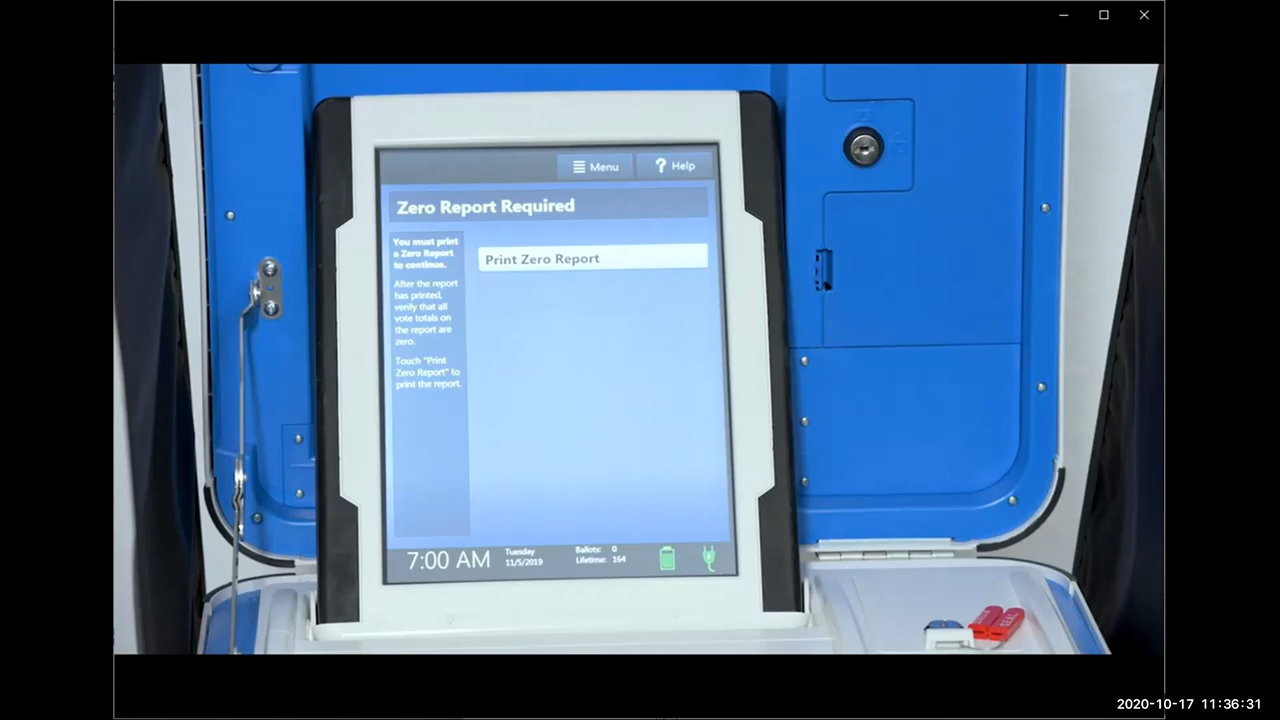 Menu
? Help
Zero Report Required
You must print
a Zero Report
to continue.
After the report
has printed,
verify that all
vote totals on
the report are
zero.
Touch "Print
Zero Report" to
print the report.
Print Zero Report
7:00 AM
Tuesday
11/5/2019
Ballots: 0
Lifetime: 164
2020-10-17 11:36:31